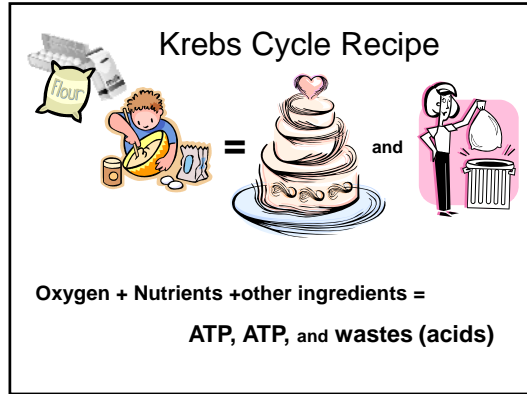 Krebs Cycle Recipe
Flour
=
and
Oxygen + Nutrients +other ingredients =
ATP, ATP, and wastes (acids)